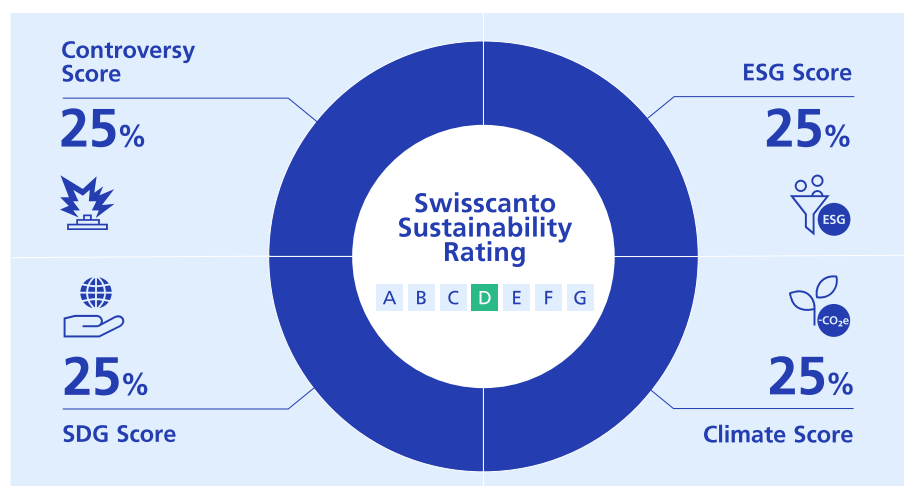 Controversy
Score
25%
ESG Score
25%
ESG
Swisscanto
Sustainability
Rating
A B C D E F G
25%
SDG Score
-CO₂e
25%
Climate Score